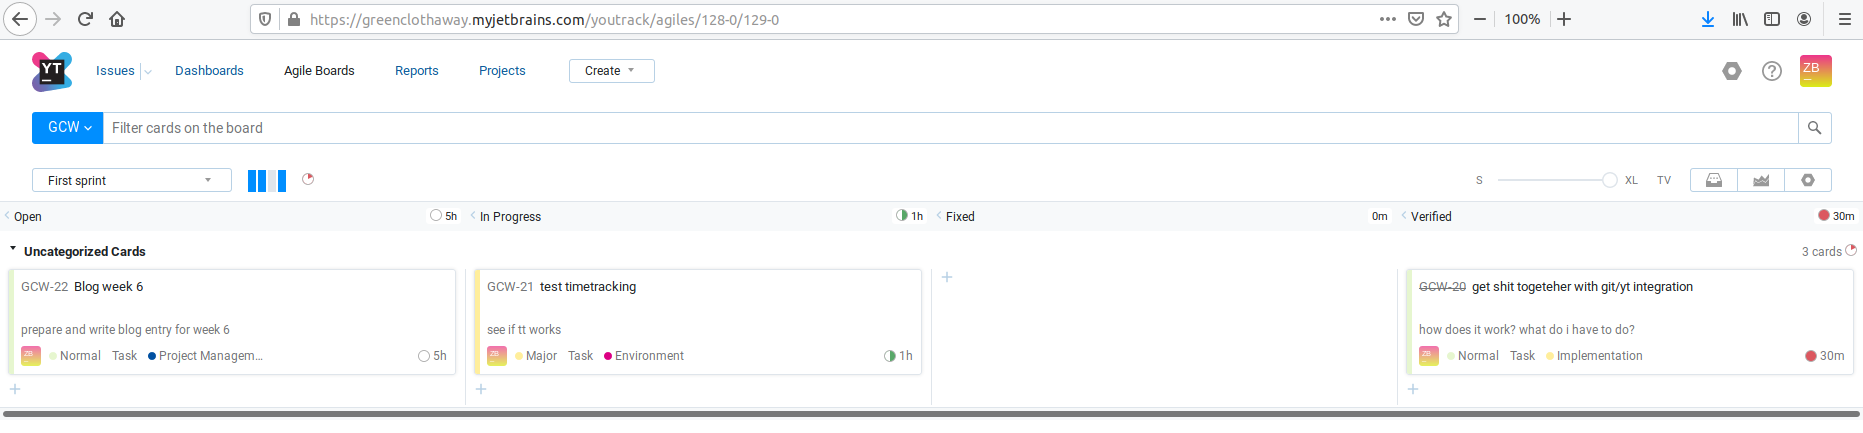 https://greenclothaway.myjetbrains.com/youtrack/agiles/128-0/129-0
100%
YT
Issues
Dashboards
Agile Boards
Reports
Projects
Create
ZB
GCW
Filter cards on the board
First sprint
S
XL
TV
Open
5h
In Progress
1h
Fixed
0m
Verified
30m
Uncategorized Cards
3 cards
GCW-22 Blog week 6
prepare and write blog entry for week 6
ZB Normal Task Project Managem... 5h
GCW-21 test timetracking
see if tt works
ZB Major Task Environment 1h
GCW-20 get shit togeteher with git/yt integration
how does it work? what do i have to do?
ZB Normal Task Implementation 30m